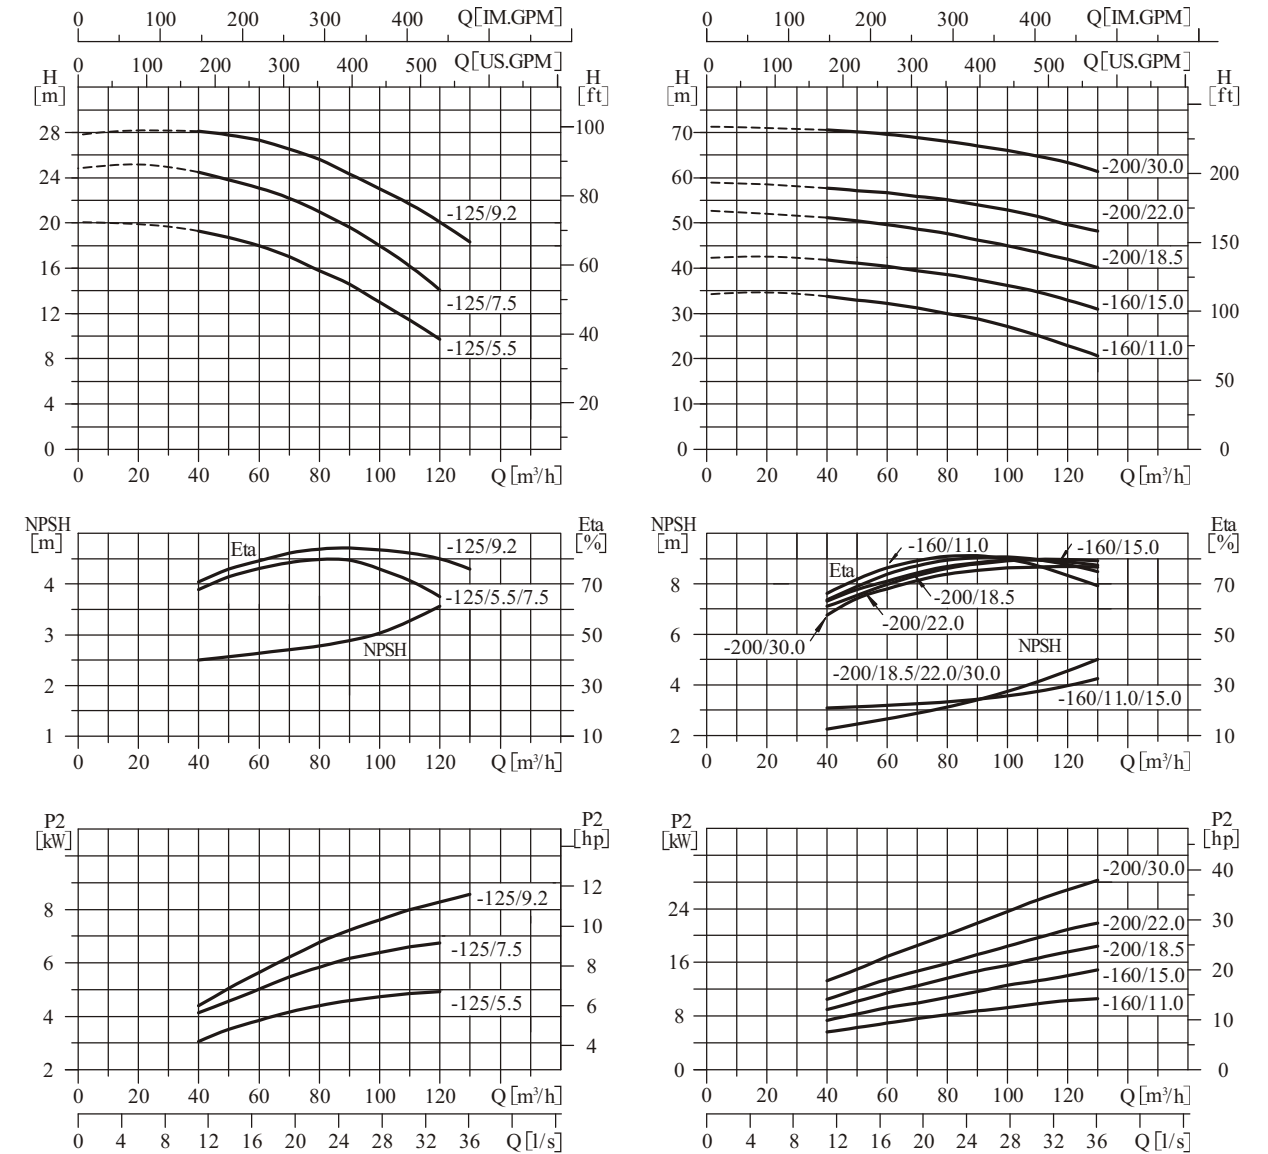 0 100 200 300 400 Q[IM.GPM]
0 100 200 300 400 500 Q[US.GPM]
H
[m]
H
[ft]
28
24
20
16
12
8
4
0
100
80
60
40
20
-125/9.2
-125/7.5
-125/5.5
0 20 40 60 80 100 120 Q[m³/h]
NPSH
[m]
Eta
[%]
4
3
2
1
70
50
30
10
Eta
-125/9.2
-125/5.5/7.5
NPSH
0 20 40 60 80 100 120 Q[m³/h]
P2
[kW]
P2
[hp]
8
6
4
2
12
10
8
6
4
-125/9.2
-125/7.5
-125/5.5
0 20 40 60 80 100 120 Q[m³/h]
0 4 8 12 16 20 24 28 32 36 Q[l/s]
0 100 200 300 400 Q[IM.GPM]
0 100 200 300 400 500 Q[US.GPM]
H
[m]
H
[ft]
70
60
50
40
30
20
10
0
200
150
100
50
0
-200/30.0
-200/22.0
-200/18.5
-160/15.0
-160/11.0
0 20 40 60 80 100 120 Q[m³/h]
NPSH
[m]
Eta
[%]
8
6
4
2
70
50
30
10
-160/11.0
-160/15.0
Eta
-200/18.5
-200/22.0
-200/30.0
NPSH
-200/18.5/22.0/30.0
-160/11.0/15.0
0 20 40 60 80 100 120 Q[m³/h]
P2
[kW]
P2
[hp]
24
16
8
0
40
30
20
10
0
-200/30.0
-200/22.0
-200/18.5
-160/15.0
-160/11.0
0 20 40 60 80 100 120 Q[m³/h]
0 4 8 12 16 20 24 28 32 36 Q[l/s]